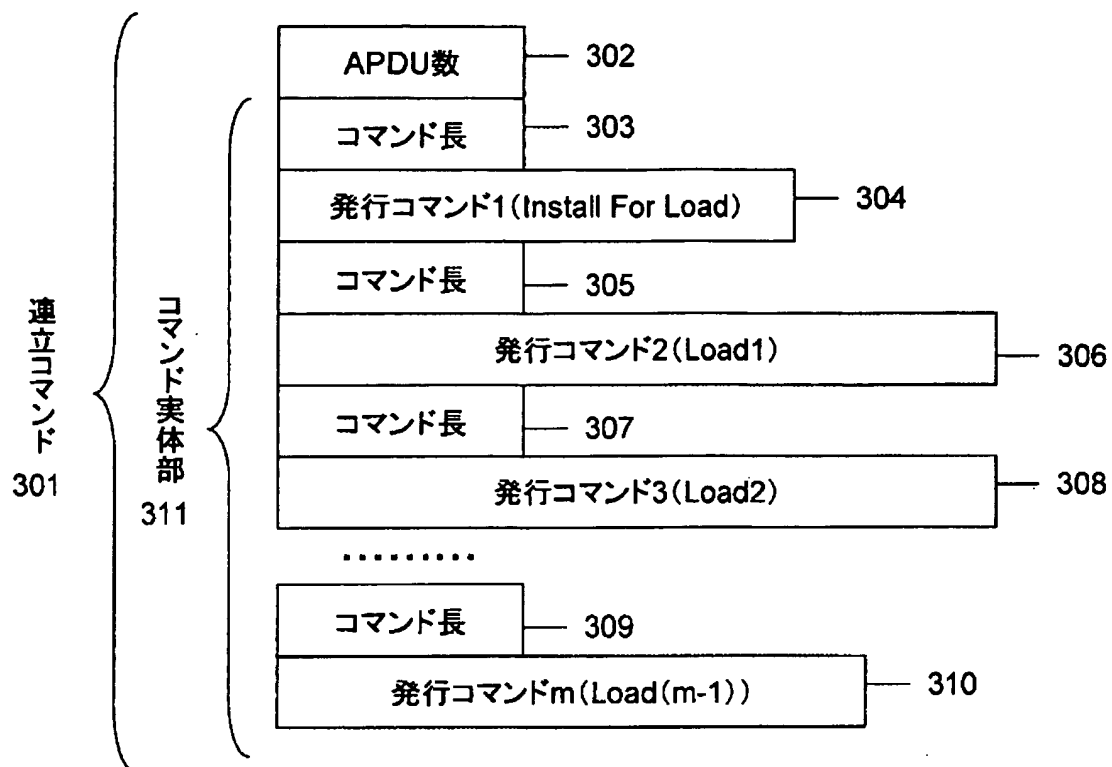 APDU数
302
コマンド長
303
発行コマンド1(Install For Load)
304
コマンド長
305
発行コマンド2(Load1)
306
コマンド長
307
発行コマンド3(Load2)
308
.........
コマンド長
309
発行コマンドm(Load(m-1))
310
連立コマンド
301
コマンド実体部
311